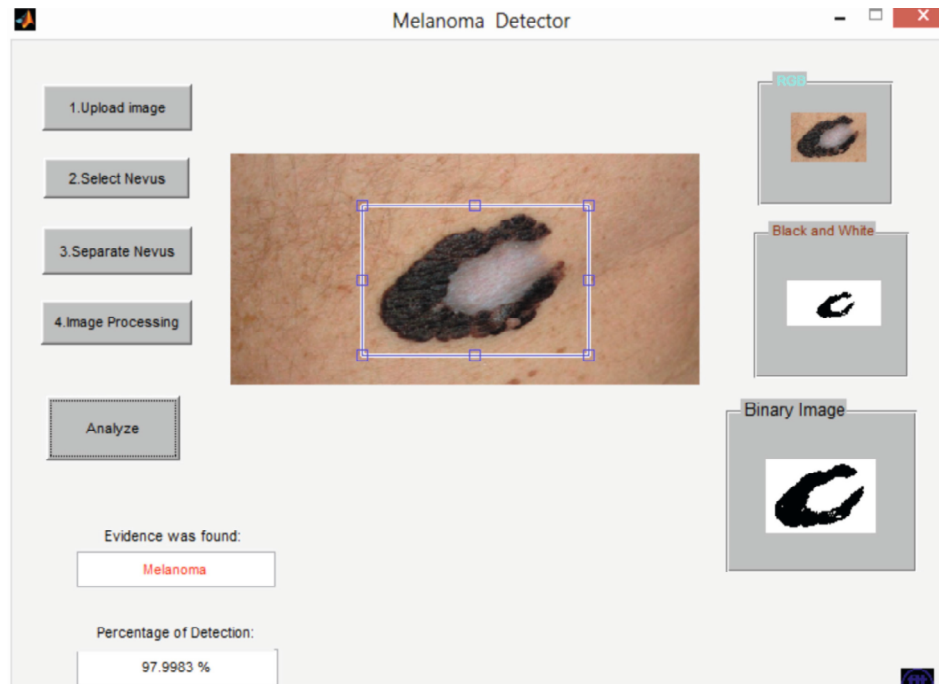 Melanoma Detector
1.Upload image
2.Select Nevus
3.Separate Nevus
4.Image Processing
Analyze
Evidence was found:
Melanoma
Percentage of Detection:
97.9983 %
RGB
Black and White
Binary Image